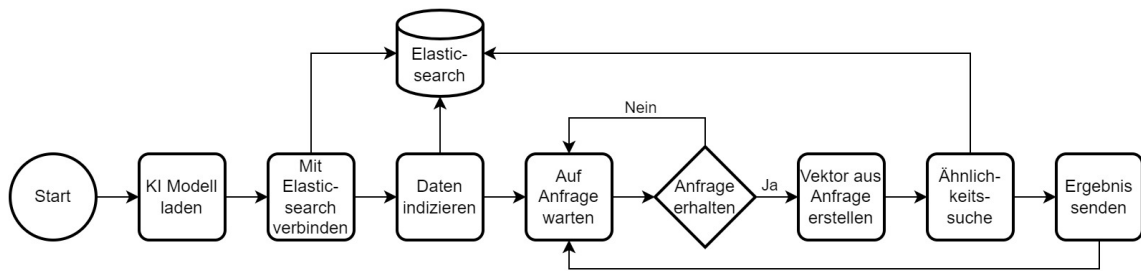 Elastic-
search
Nein
Start
KI Modell
laden
Mit
Elastic-
search
verbinden
Daten
indizieren
Auf
Anfrage
warten
Anfrage
erhalten
Ja
Vektor aus
Anfrage
erstellen
Ähnlich-
keits-
suche
Ergebnis
senden